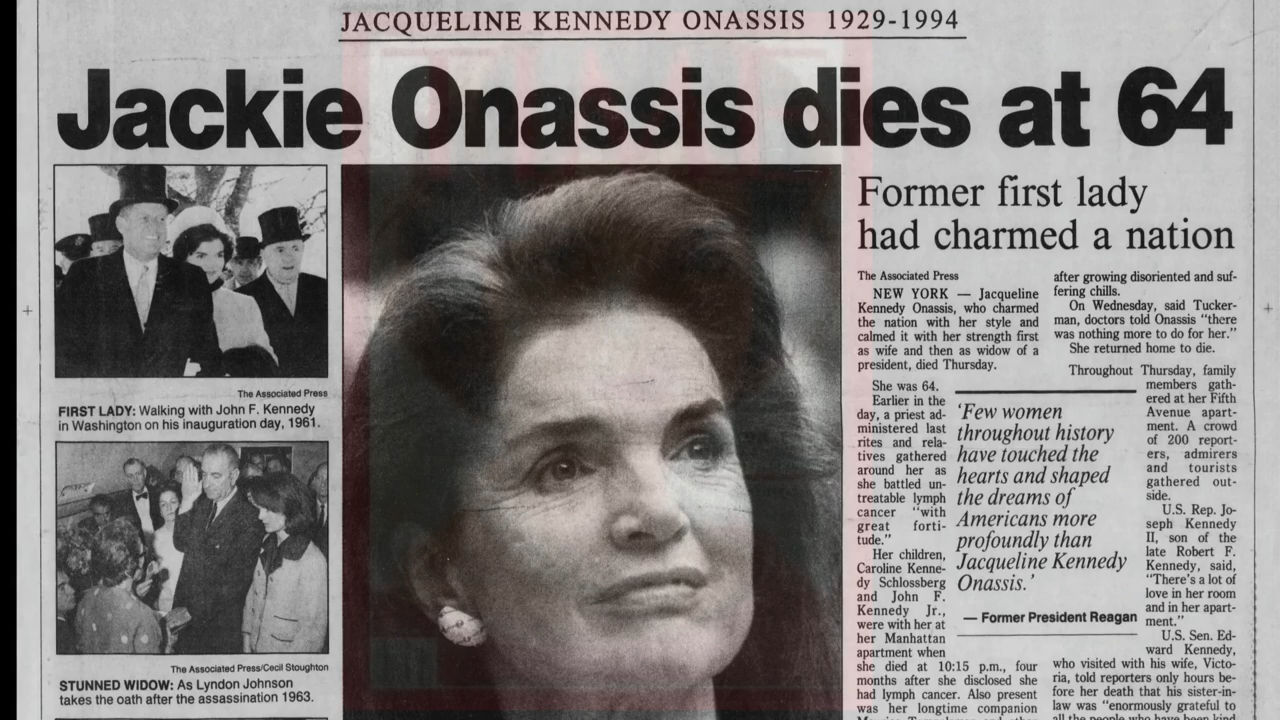 JACQUELINE KENNEDY ONASSIS 1929-1994
Jackie Onassis dies at 64
The Associated Press
FIRST LADY: Walking with John F. Kennedy
in Washington on his inauguration day, 1961.
The Associated Press/Cecil Stoughton
STUNNED WIDOW: As Lyndon Johnson
takes the oath after the assassination 1963.
Former first lady
had charmed a nation
The Associated Press
NEW YORK — Jacqueline
Kennedy Onassis, who charmed
the nation with her style and
calmed it with her strength first
as wife and then as widow of a
president, died Thursday.
She was 64.
Earlier in the
day, a priest ad-
ministered last
rites and rela-
tives gathered
around her as
she battled un-
treatable lymph
cancer "with
great forti-
tude."
Her children,
Caroline Kenne-
dy Schlossberg
and John F.
Kennedy Jr.,
were with her at
her Manhattan
apartment when
she died at 10:15 p.m., four
months after she disclosed she
had lymph cancer. Also present
was her longtime companion
'Few women
throughout history
have touched the
hearts and shaped
the dreams of
Americans more
profoundly than
Jacqueline Kennedy
Onassis.'
— Former President Reagan
after growing disoriented and suf-
fering chills.
On Wednesday, said Tucker-
man, doctors told Onassis "there
was nothing more to do for her."
She returned home to die.
Throughout Thursday, family
members gath-
ered at her Fifth
Avenue apart-
ment. A crowd
of 200 report-
ers, admirers
and tourists
gathered out-
side.
U.S. Rep. Jo-
seph Kennedy
II, son of the
late Robert F.
Kennedy, said,
"There's a lot of
love in her room
and in her apart-
ment."
U.S. Sen. Ed-
ward Kennedy,
who visited with his wife, Victo-
ria, told reporters only hours be-
fore her death that his sister-in-
law was "enormously grateful to